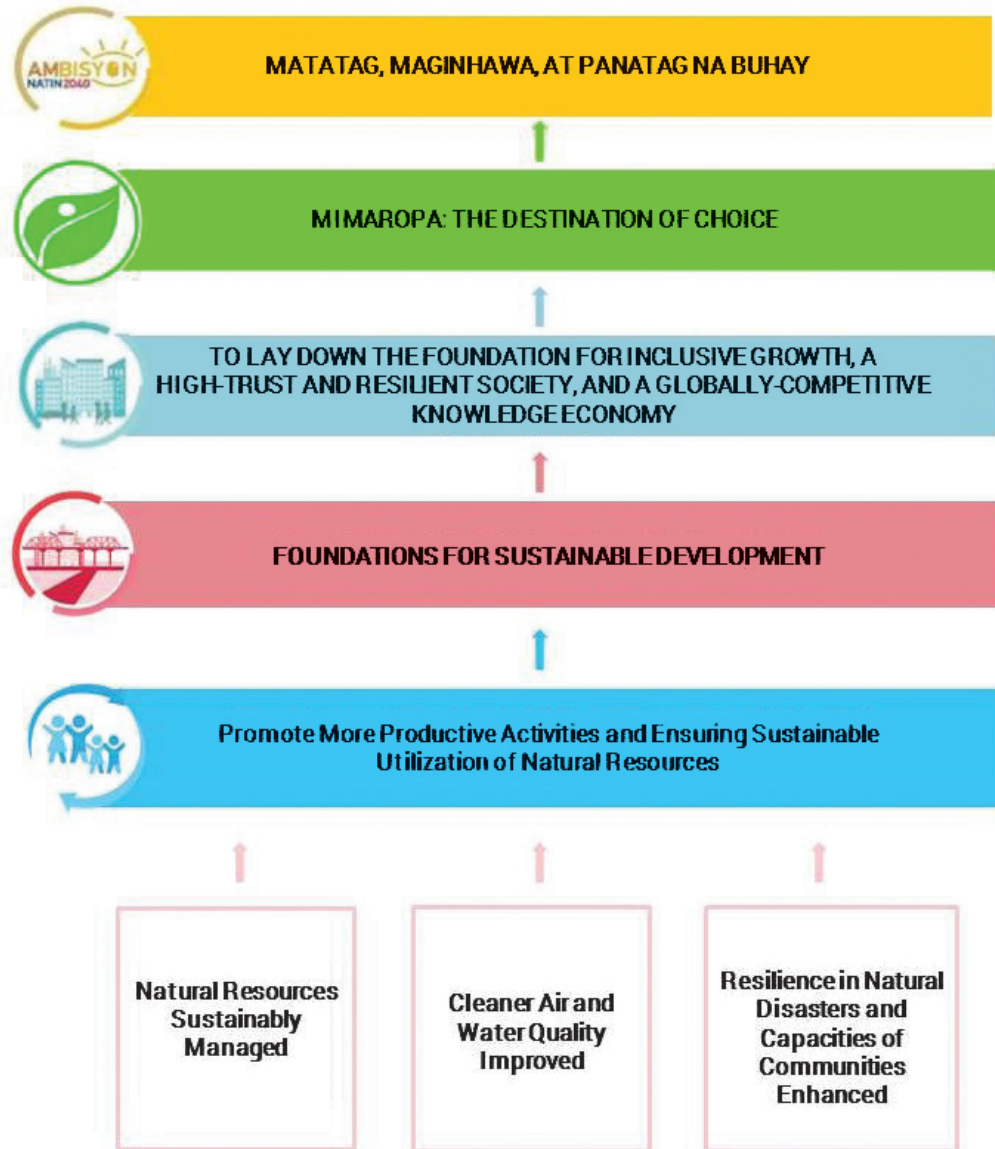 AMBISYON
NATIN 2040
MATATAG, MAGINHAWA, AT PANATAG NA BUHAY
MIMAROPA: THE DESTINATION OF CHOICE
TO LAY DOWN THE FOUNDATION FOR INCLUSIVE GROWTH, A
HIGH-TRUST AND RESILIENT SOCIETY, AND A GLOBALLY-COMPETITIVE
KNOWLEDGE ECONOMY
FOUNDATIONS FOR SUSTAINABLE DEVELOPMENT
Promote More Productive Activities and Ensuring Sustainable
Utilization of Natural Resources
Natural Resources
Sustainably
Managed
Cleaner Air and
Water Quality
Improved
Resilience in Natural
Disasters and
Capacities of
Communities
Enhanced